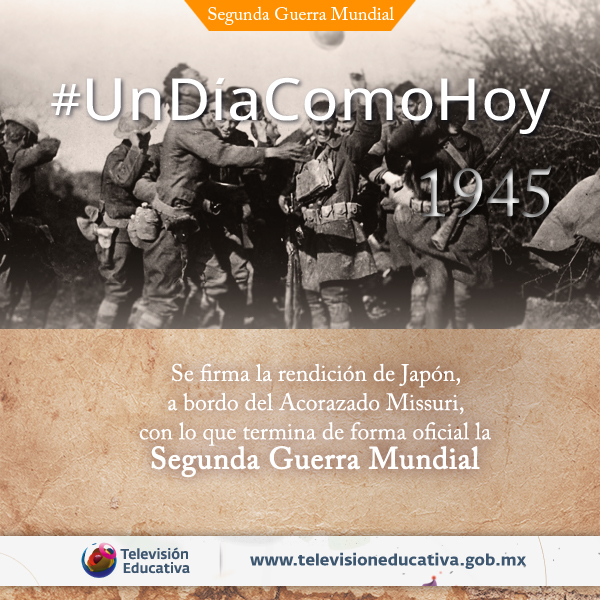 Segunda Guerra Mundial
#UnDíaComoHoy
1945
Se firma la rendición de Japón,
a bordo del Acorazado Missuri,
con lo que termina de forma oficial la
Segunda Guerra Mundial
Televisión
Educativa
www.televisioneducativa.gob.mx